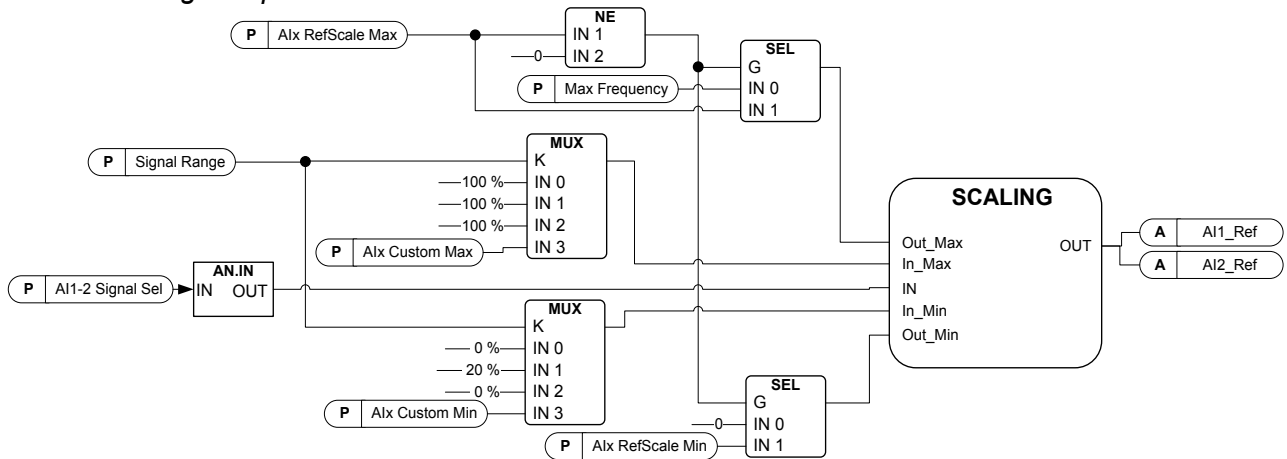 NE
P AIx RefScale Max
IN 1
0 IN 2
SEL
G
P Max Frequency
IN 0
IN 1
MUX
P Signal Range
K
100 % IN 0
100 % IN 1
100 % IN 2
P AIx Custom Max
IN 3
SCALING
Out_Max
In_Max
IN
In_Min
Out_Min
OUT
A AI1_Ref
A AI2_Ref
AN.IN
P AI1-2 Signal Sel
IN OUT
MUX
K
0 % IN 0
20 % IN 1
0 % IN 2
P AIx Custom Min
IN 3
SEL
G
0 IN 0
P AIx RefScale Min
IN 1